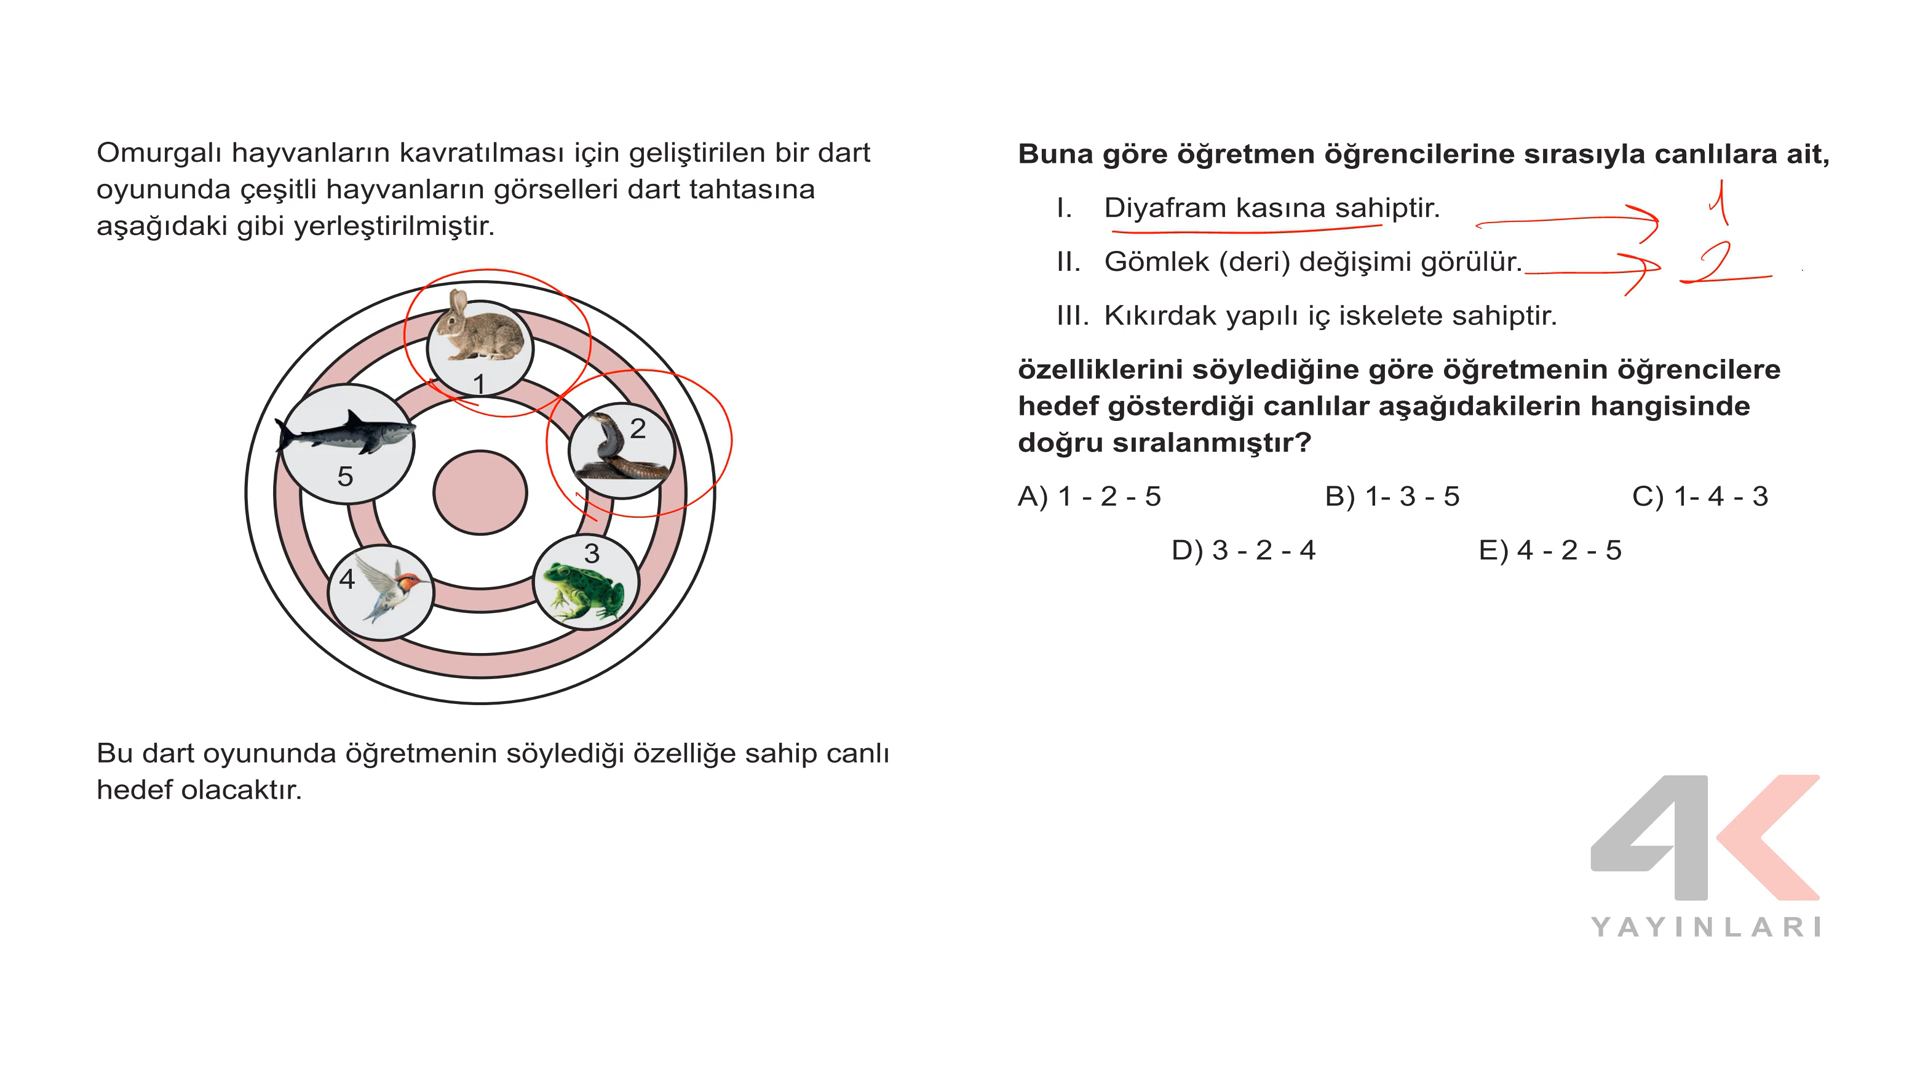 Omurgalı hayvanların kavratılması için geliştirilen bir dart
oyununda çeşitli hayvanların görselleri dart tahtasına
aşağıdaki gibi yerleştirilmiştir.
1
2
3
4
5
Bu dart oyununda öğretmenin söylediği özelliğe sahip canlı
hedef olacaktır.
Buna göre öğretmen öğrencilerine sırasıyla canlılara ait,
I. Diyafram kasına sahiptir. 1
II. Gömlek (deri) değişimi görülür. 2
III. Kıkırdak yapılı iç iskelete sahiptir.
özelliklerini söylediğine göre öğretmenin öğrencilere
hedef gösterdiği canlılar aşağıdakilerin hangisinde
doğru sıralanmıştır?
A) 1 - 2 - 5 B) 1- 3 - 5 C) 1- 4 - 3
D) 3 - 2 - 4 E) 4 - 2 - 5
4K
YAYINLARI